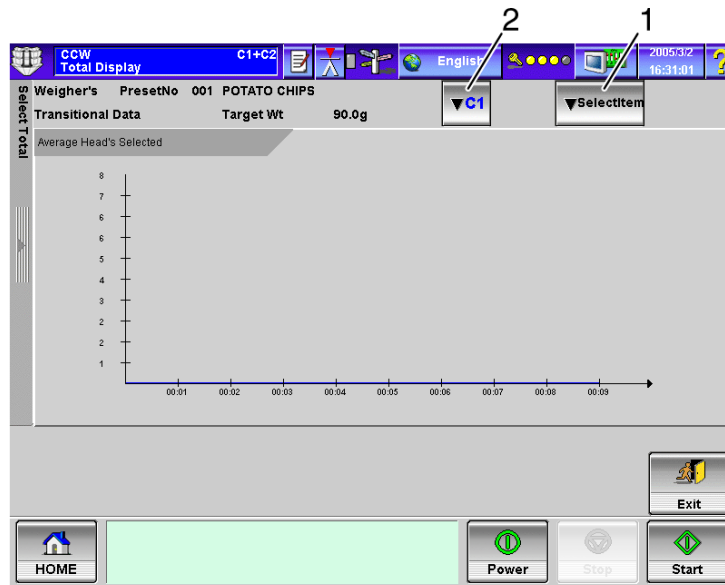 2 1
CCW C1+C2
Total Display
English
2005/3/2
16:31:01
?
Select Total
Weigher's PresetNo 001 POTATO CHIPS
Transitional Data Target Wt 90.0g
▼C1
▼SelectItem
Average Head's Selected
8
7
6
6
5
4
3
2
2
1
00:01 00:02 00:03 00:04 00:05 00:06 00:07 00:08 00:09
Exit
HOME
Power
Stop
Start